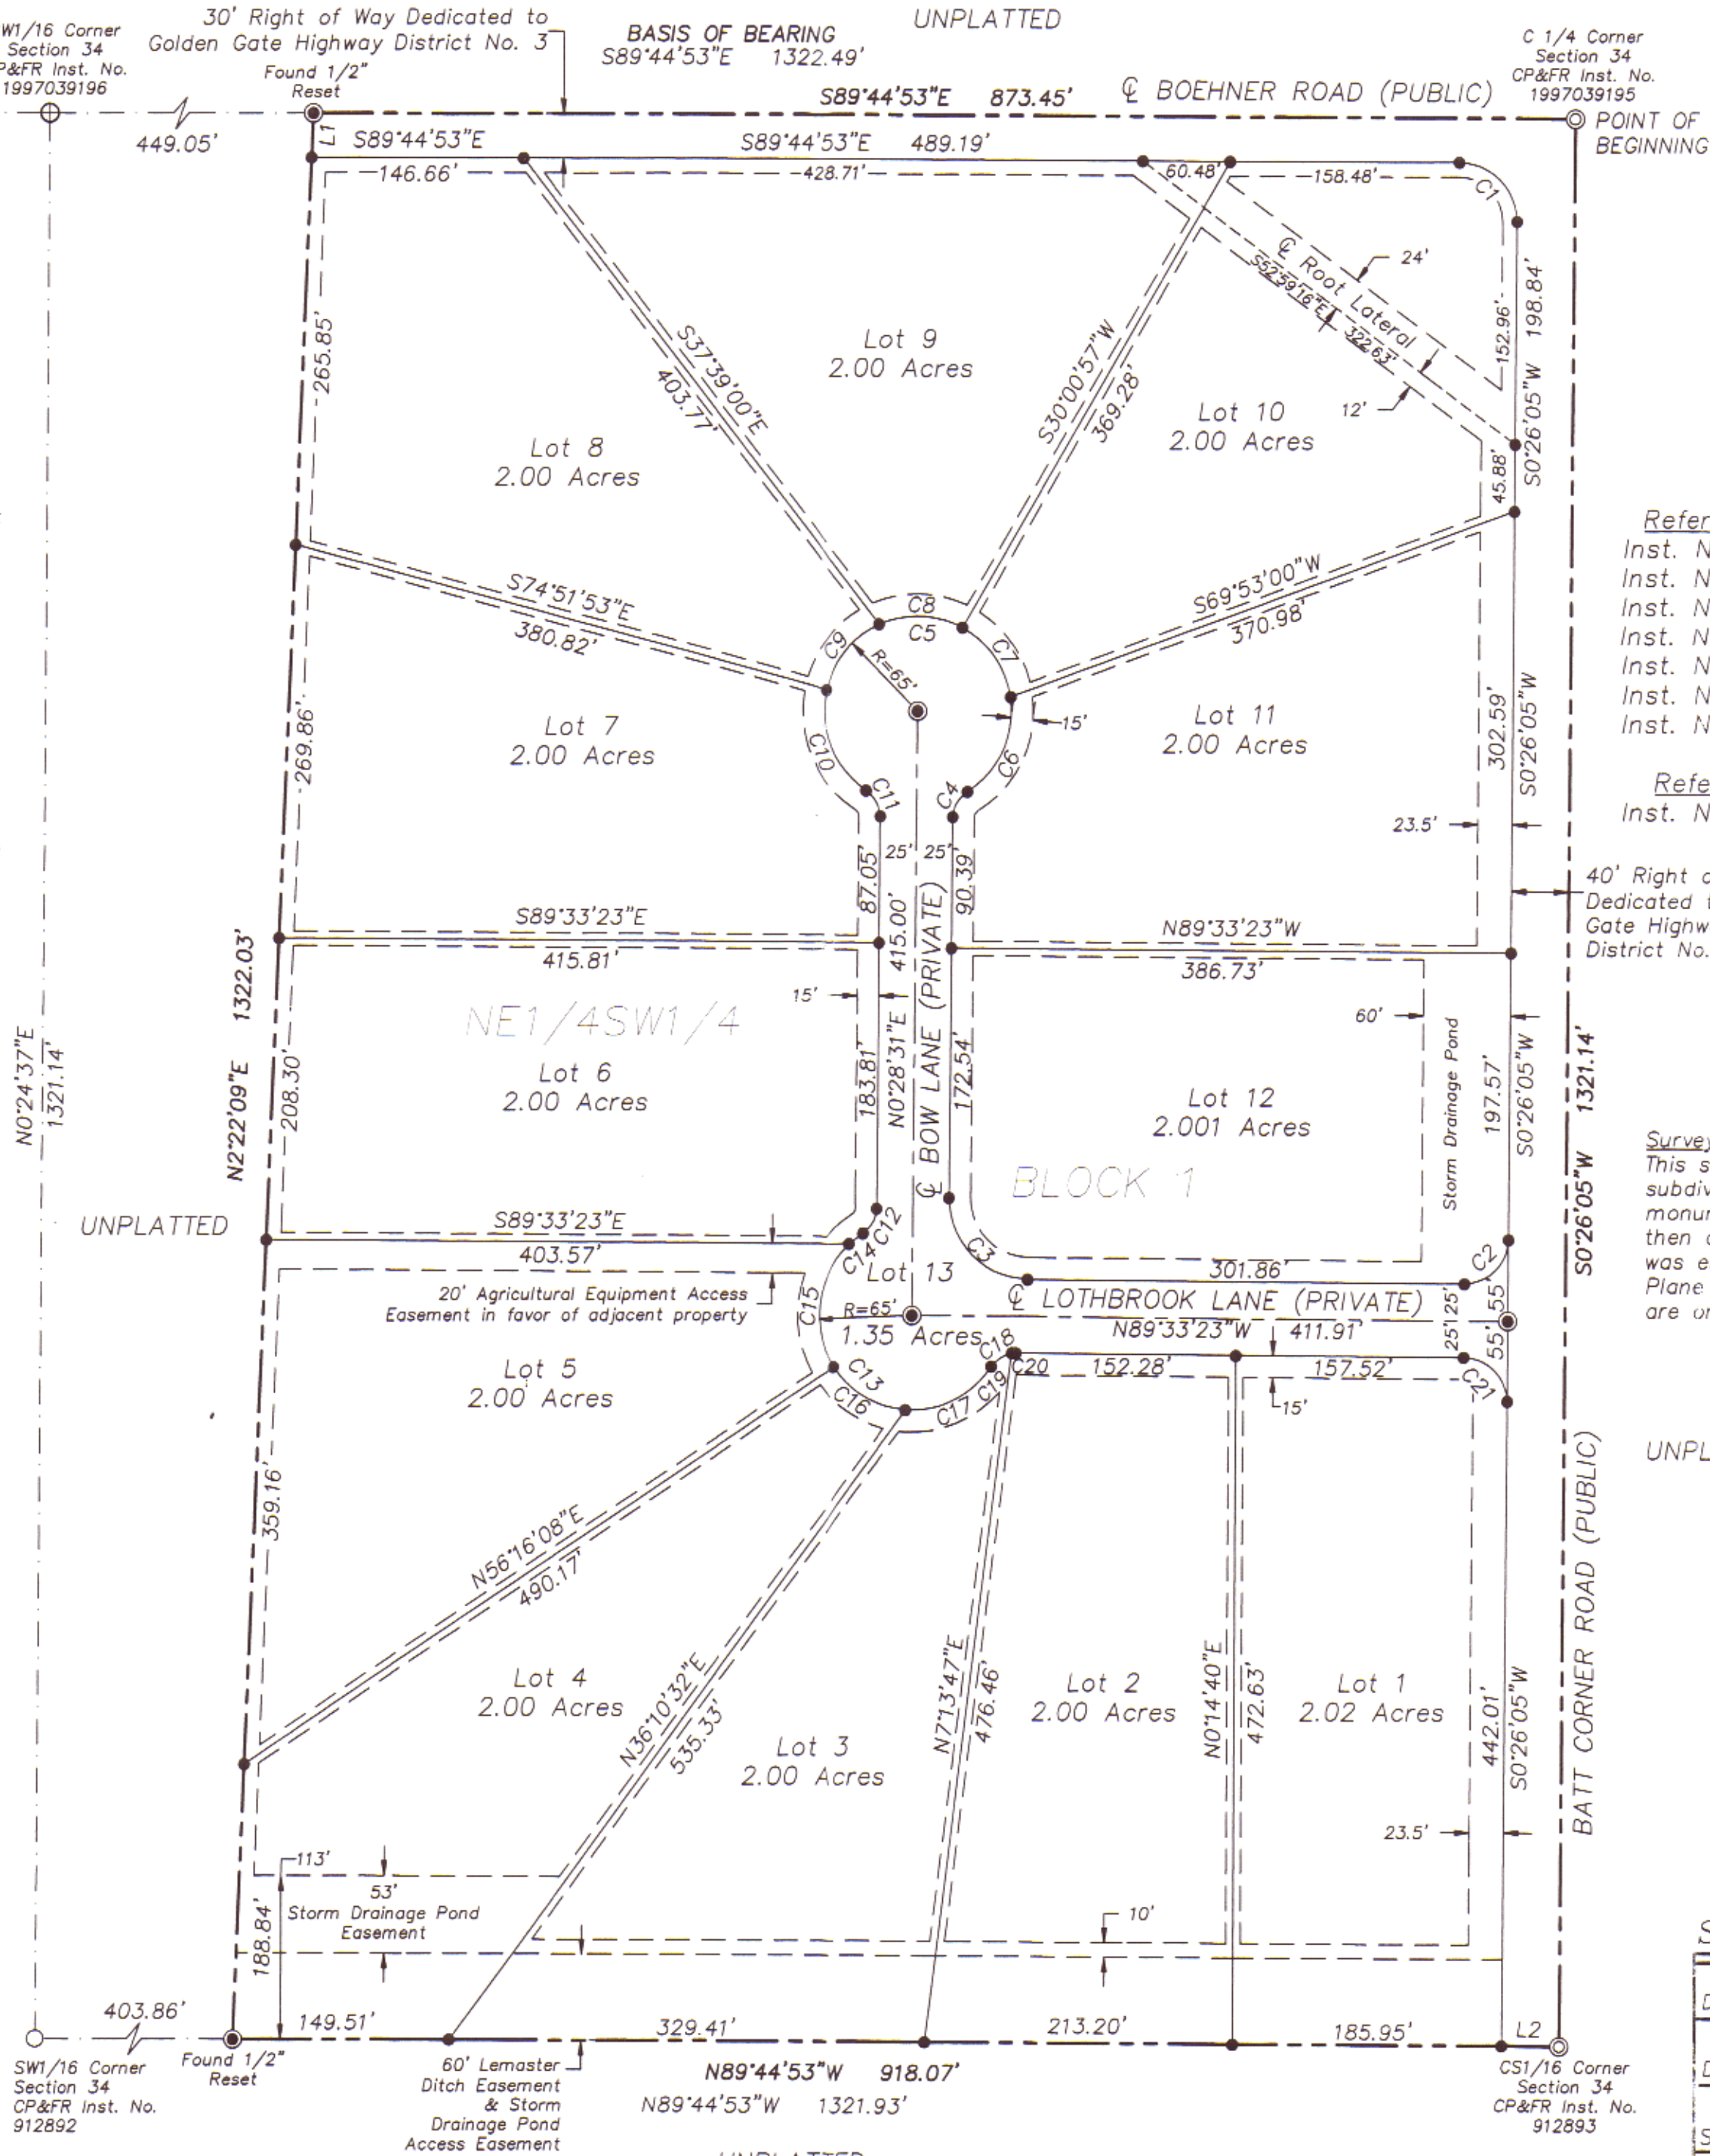 30' Right of Way Dedicated to
Golden Gate Highway District No. 3
BASIS OF BEARING
S89°44'53"E 1322.49'
UNPLATTED
W1/16 Corner
Section 34
P&FR Inst. No.
1997039196
Found 1/2"
Reset
C 1/4 Corner
Section 34
CP&FR Inst. No.
1997039195
POINT OF
BEGINNING
S89°44'53"E 873.45'
℄ BOEHNER ROAD (PUBLIC)
449.05'
L1
S89°44'53"E
S89°44'53"E 489.19'
146.66'
428.71'
60.48'
158.48'
C1
℄ Root Lateral
24'
S52°59'16"E
322.63'
12'
152.96'
S0°26'05"W 198.84'
45.88'
265.85'
S37°39'00"E
403.77'
Lot 9
2.00 Acres
S30°00'57"W
369.28'
Lot 10
2.00 Acres
Lot 8
2.00 Acres
S74°51'53"E
380.82'
C8
C5
C9
R=65'
C7
S69°53'00"W
370.98'
15'
Lot 7
2.00 Acres
Lot 11
2.00 Acres
269.86'
C10
C6
C11
C4
302.59'
S0°26'05"W
23.5'
Refer
Inst. N
Inst. N
Inst. N
Inst. N
Inst. N
Inst. N
Inst. N
Refe
Inst. N
40' Right o
Dedicated t
Gate Highw
District No.
25' 25'
87.05'
415.00'
90.39
S89°33'23"E
415.81'
N89°33'23"W
386.73'
15'
60'
NE1/4SW1/4
Lot 6
2.00 Acres
208.30'
183.81'
N0°28'31"E
℄ BOW LANE (PRIVATE)
172.54'
Lot 12
2.001 Acres
Storm Drainage Pond
197.57'
S0°26'05"W
BLOCK 1
N0°24'37"E
1321.14'
N2°22'09"E 1322.03'
S0°26'05"W 1321.14'
Survey
This s
subdiv
monur
then a
was e
Plane
are or
UNPLATTED
S89°33'23"E
403.57'
C12
C14
C3
C2
Lot 13
1.35 Acres
301.86'
20' Agricultural Equipment Access
Easement in favor of adjacent property
C15
R=65'
℄ LOTHBROOK LANE (PRIVATE)
N89°33'23"W 411.91'
25' 25'
55'
55'
C18
C20
152.28'
157.52'
C21
C13
C16
C17
C19
15'
Lot 5
2.00 Acres
UNPL
359.16'
N56°16'08"E
490.17'
Lot 4
2.00 Acres
N36°10'32"E
535.33'
Lot 3
2.00 Acres
N7°13'47"E
476.46'
Lot 2
2.00 Acres
N0°14'40"E
472.63'
Lot 1
2.02 Acres
442.01'
S0°26'05"W
BATT CORNER ROAD (PUBLIC)
23.5'
113'
53'
Storm Drainage Pond
Easement
188.84'
10'
403.86'
149.51'
329.41'
213.20'
185.95'
L2
SW1/16 Corner
Section 34
CP&FR Inst. No.
912892
Found 1/2"
Reset
60' Lemaster
Ditch Easement
& Storm
Drainage Pond
Access Easement
N89°44'53"W 918.07'
N89°44'53"W 1321.93'
CS1/16 Corner
Section 34
CP&FR Inst. No.
912893
UNPLATTED
S
D
D
S